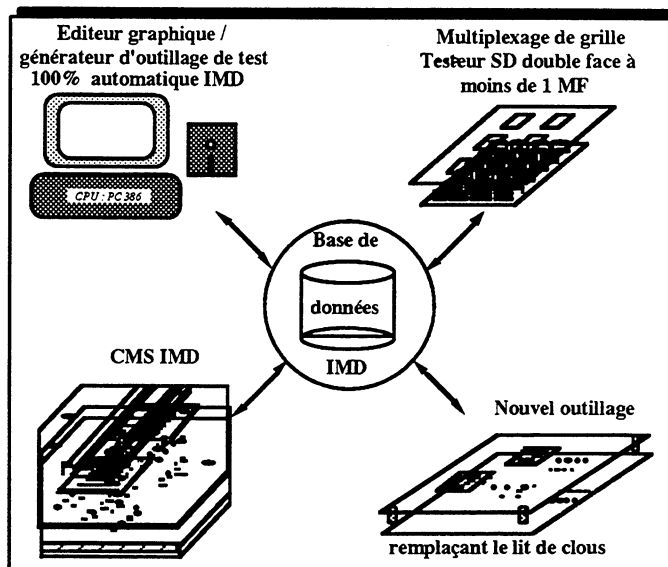 Editeur graphique /
générateur d'outillage de test
100% automatique IMD
CPU : PC 386
Multiplexage de grille
Testeur SD double face à
moins de 1 MF
Base de
données
IMD
CMS IMD
Nouvel outillage
remplaçant le lit de clous